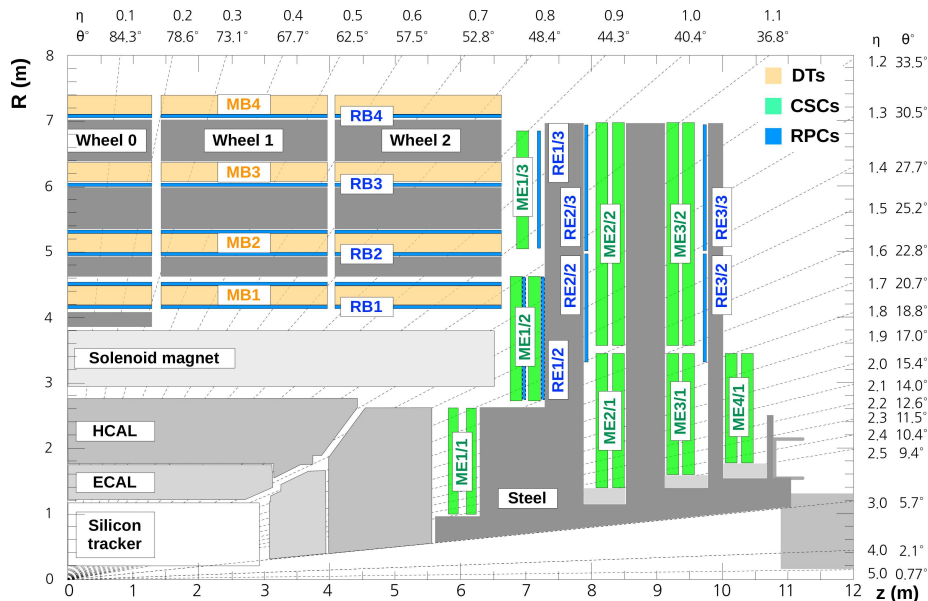 η 0.1 0.2 0.3 0.4 0.5 0.6 0.7 0.8 0.9 1.0 1.1
θ° 84.3° 78.6° 73.1° 67.7° 62.5° 57.5° 52.8° 48.4° 44.3° 40.4° 36.8° η θ°
R (m)
8
7
6
5
4
3
2
1
0
1.2 33.5°
1.3 30.5°
1.4 27.7°
1.5 25.2°
1.6 22.8°
1.7 20.7°
1.8 18.8°
1.9 17.0°
2.0 15.4°
2.1 14.0°
2.2 12.6°
2.3 11.5°
2.4 10.4°
2.5 9.4°
3.0 5.7°
4.0 2.1°
5.0 0.77°
DTs
CSCs
RPCs
MB4
RB4
Wheel 0 Wheel 1 Wheel 2
MB3
RB3
MB2
RB2
MB1
RB1
Solenoid magnet
HCAL
ECAL
Silicon
tracker
Steel
ME1/3
RE1/3
ME1/2
RE1/2
ME1/1
RE2/3
RE2/2
ME2/2
ME2/1
ME3/2
ME3/1
RE3/3
RE3/2
ME4/1
0 1 2 3 4 5 6 7 8 9 10 11 12
z (m)